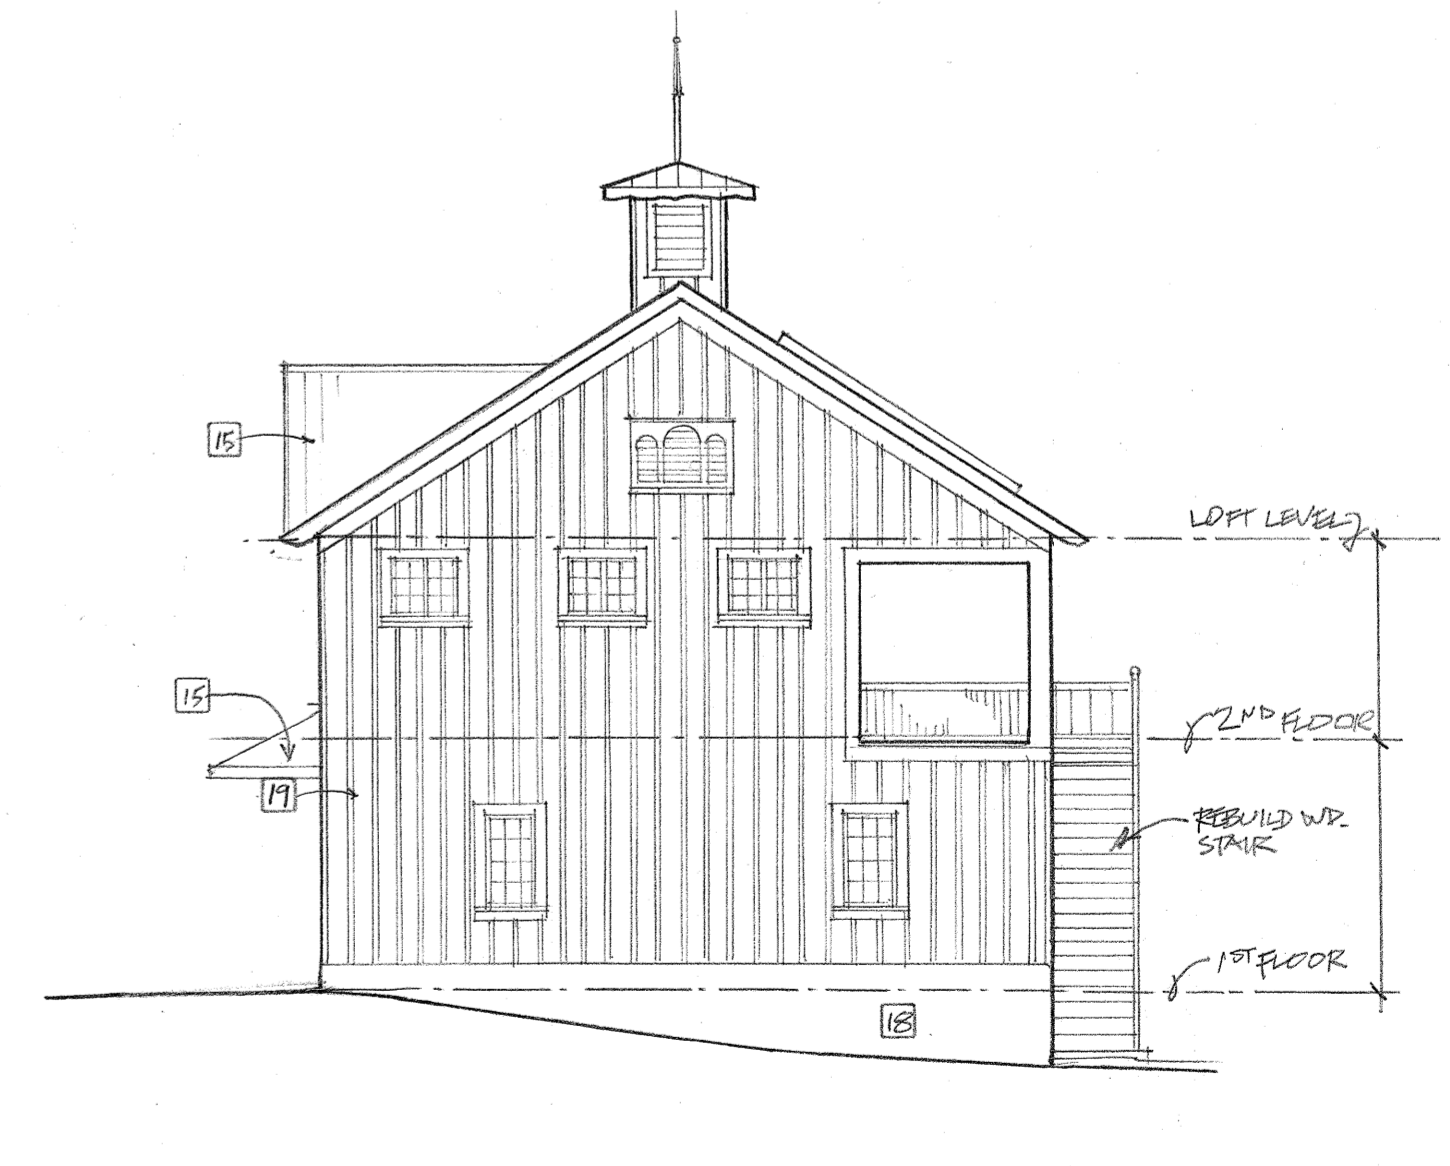 15
LOFT LEVEL
15
2ND FLOOR
19
REBUILD WD.
STAIR
1ST FLOOR
18